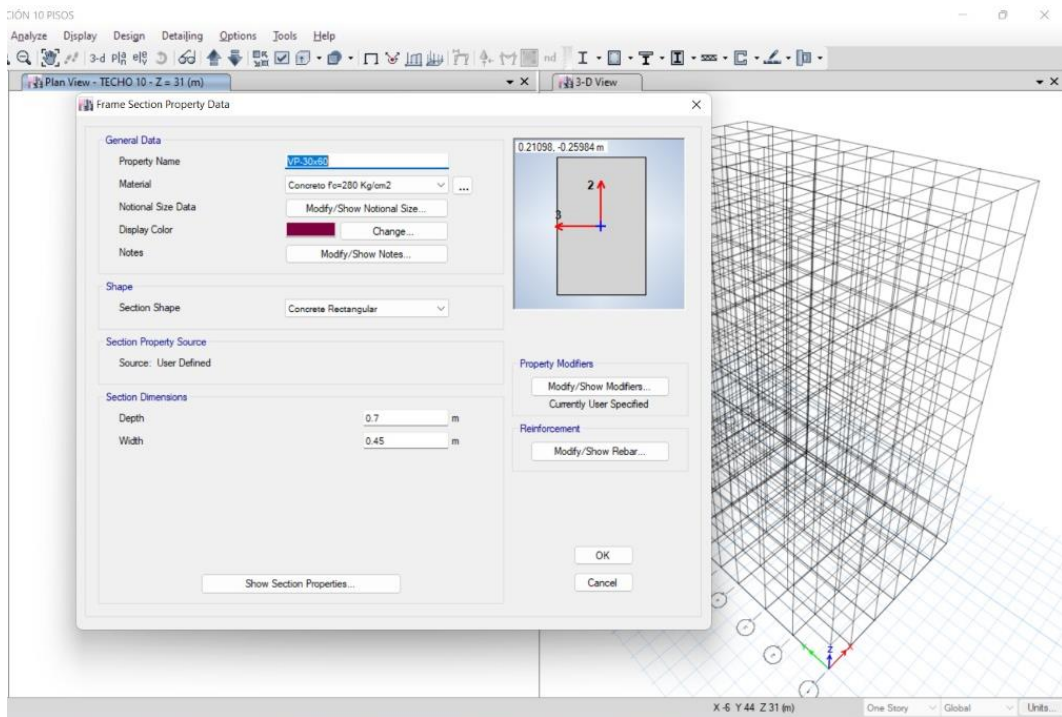 CIÓN 10 PISOS
Analyze Display Design Detailing Options Tools Help
3-d nd
Plan View - TECHO 10 - Z = 31 (m)
3-D View
Frame Section Property Data
General Data
Property Name VP-30x60
Material Concreto f'c=280 Kg/cm2 ...
Notional Size Data Modify/Show Notional Size...
Display Color Change...
Notes Modify/Show Notes...
Shape
Section Shape Concrete Rectangular
Section Property Source
Source: User Defined
Section Dimensions
Depth 0.7 m
Width 0.45 m
Show Section Properties...
0.21098, -0.25984 m
2
3
Property Modifiers
Modify/Show Modifiers...
Currently User Specified
Reinforcement
Modify/Show Rebar...
OK
Cancel
Z
X -6 Y 44 Z 31 (m) One Story Global Units...